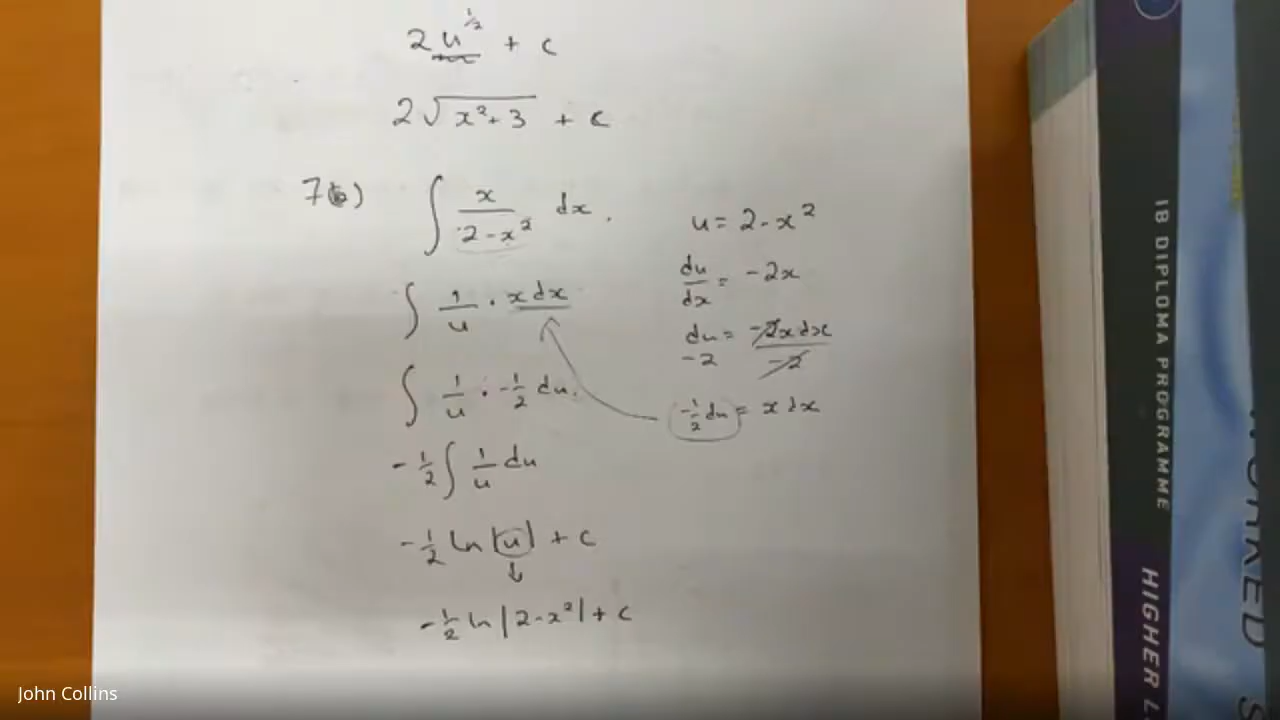 2 u^{1/2} + c
2√(x²+3) + c
7(b) ∫ x/(2-x²) dx.
u = 2-x²
∫ 1/u · x dx
du/dx = -2x
du/-2 = -2x dx/-2
∫ 1/u · -1/2 du.
-1/2 du = x dx
-1/2 ∫ 1/u du
-1/2 ln |u| + c
↓
-1/2 ln |2-x²| + c
John Collins
IB DIPLOMA PROGRAMME
HIGHER L